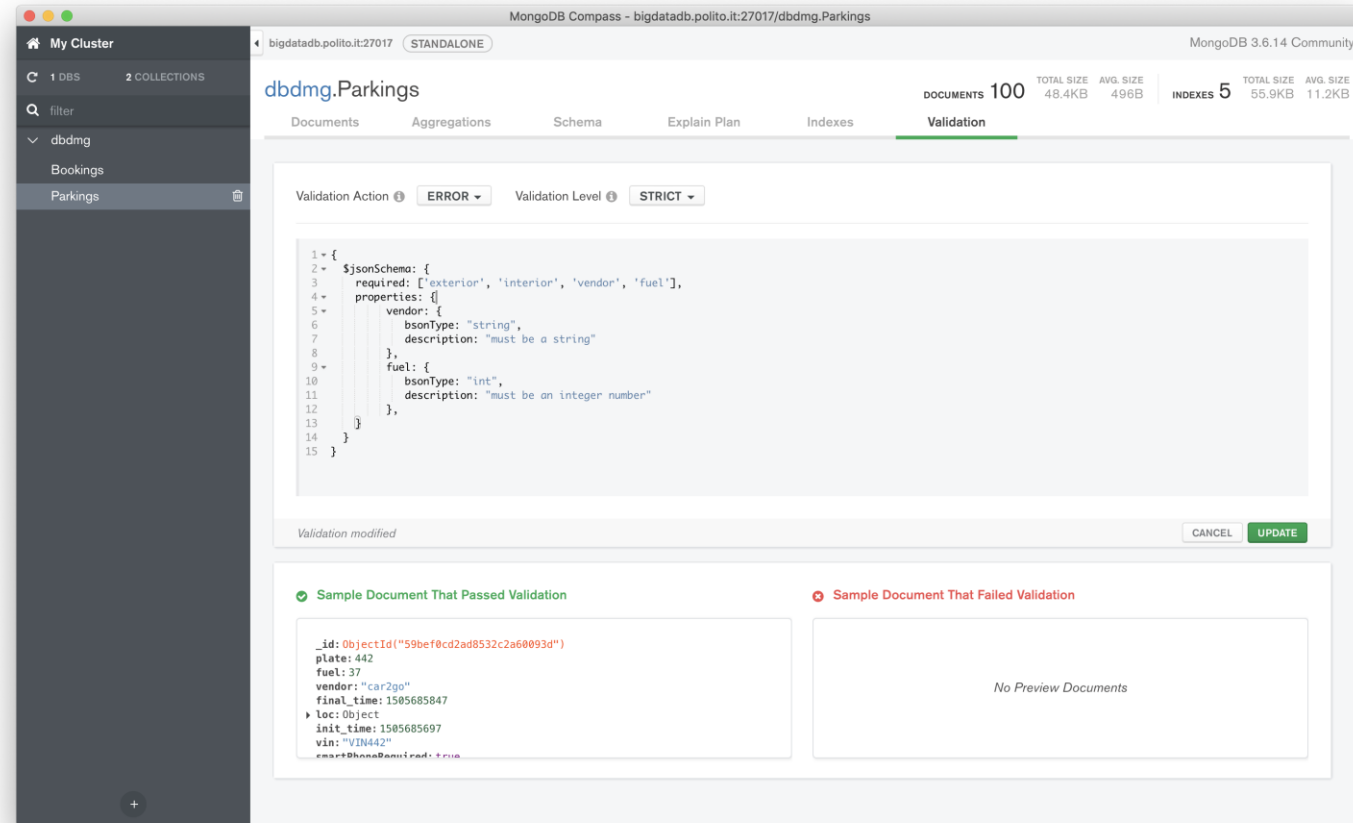 MongoDB Compass - bigdatadb.polito.it:27017/dbdmg.Parkings
My Cluster
bigdatadb.polito.it:27017 STANDALONE
MongoDB 3.6.14 Community
1 DBS 2 COLLECTIONS
filter
dbdmg
Bookings
Parkings
dbdmg.Parkings
DOCUMENTS 100 TOTAL SIZE 48.4KB AVG. SIZE 496B INDEXES 5 TOTAL SIZE 55.9KB AVG. SIZE 11.2KB
Documents Aggregations Schema Explain Plan Indexes Validation
Validation Action ERROR Validation Level STRICT
1 {
2 $jsonSchema: {
3 required: ['exterior', 'interior', 'vendor', 'fuel'],
4 properties: {
5 vendor: {
6 bsonType: "string",
7 description: "must be a string"
8 },
9 fuel: {
10 bsonType: "int",
11 description: "must be an integer number"
12 },
13 }
14 }
15 }
Validation modified
CANCEL UPDATE
Sample Document That Passed Validation
_id: ObjectId("59bef0cd2ad8532c2a60093d")
plate: 442
fuel: 37
vendor: "car2go"
final_time: 1505685847
loc: Object
init_time: 1505685697
vin: "VIN442"
smartPhoneRequired: true
Sample Document That Failed Validation
No Preview Documents
+